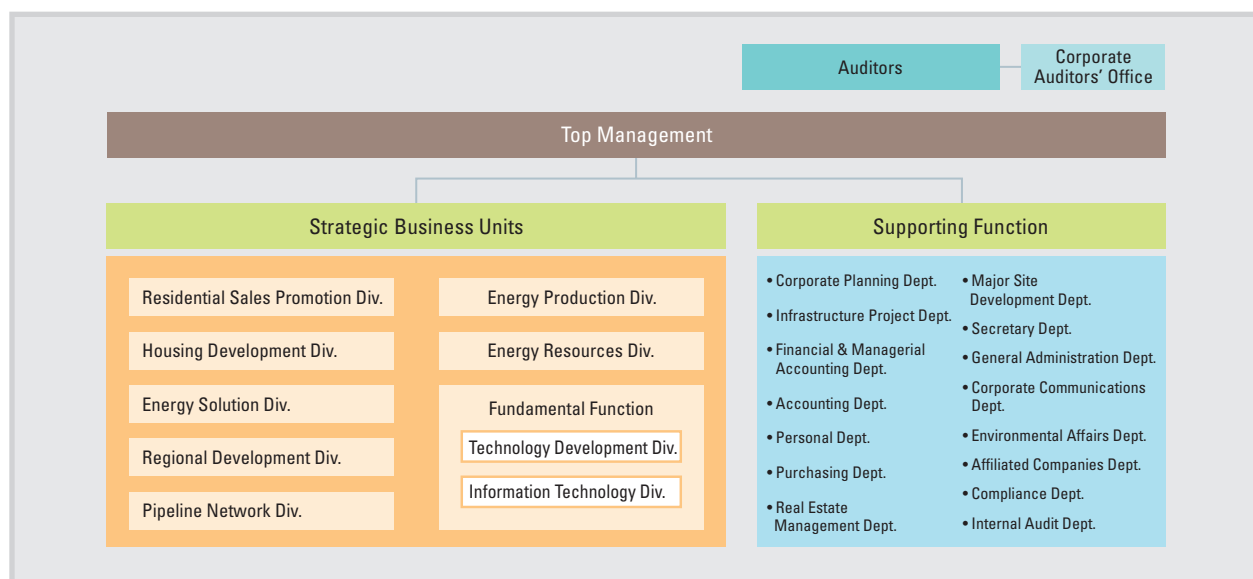 Auditors
Corporate
Auditors’ Office
Top Management
Strategic Business Units
Residential Sales Promotion Div.
Housing Development Div.
Energy Solution Div.
Regional Development Div.
Pipeline Network Div.
Energy Production Div.
Energy Resources Div.
Fundamental Function
Technology Development Div.
Information Technology Div.
Supporting Function
• Corporate Planning Dept.
• Infrastructure Project Dept.
• Financial & Managerial
Accounting Dept.
• Accounting Dept.
• Personal Dept.
• Purchasing Dept.
• Real Estate
Management Dept.
• Major Site
Development Dept.
• Secretary Dept.
• General Administration Dept.
• Corporate Communications
Dept.
• Environmental Affairs Dept.
• Affiliated Companies Dept.
• Compliance Dept.
• Internal Audit Dept.